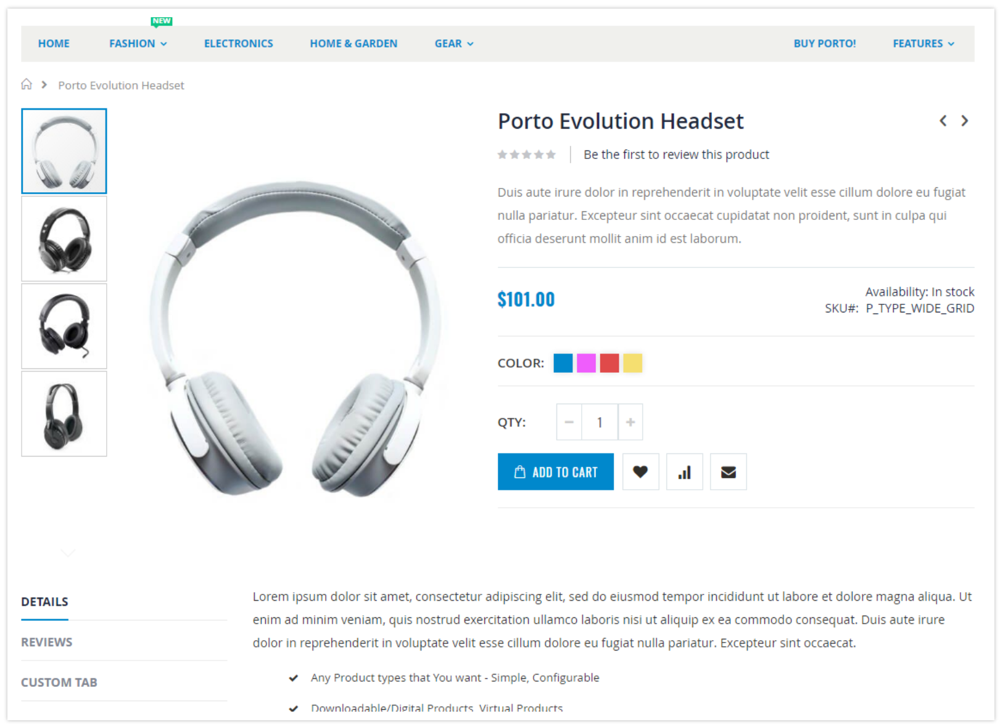 NEW
HOME FASHION ELECTRONICS HOME & GARDEN GEAR BUY PORTO! FEATURES
Porto Evolution Headset
Porto Evolution Headset
Be the first to review this product
Duis aute irure dolor in reprehenderit in voluptate velit esse cillum dolore eu fugiat
nulla pariatur. Excepteur sint occaecat cupidatat non proident, sunt in culpa qui
officia deserunt mollit anim id est laborum.
$101.00
Availability: In stock
SKU#: P_TYPE_WIDE_GRID
COLOR:
QTY: 1
ADD TO CART
DETAILS
REVIEWS
CUSTOM TAB
Lorem ipsum dolor sit amet, consectetur adipiscing elit, sed do eiusmod tempor incididunt ut labore et dolore magna aliqua. Ut
enim ad minim veniam, quis nostrud exercitation ullamco laboris nisi ut aliquip ex ea commodo consequat. Duis aute irure
dolor in reprehenderit in voluptate velit esse cillum dolore eu fugiat nulla pariatur. Excepteur sint occaecat.
Any Product types that You want - Simple, Configurable
Downloadable/Digital Products, Virtual Products